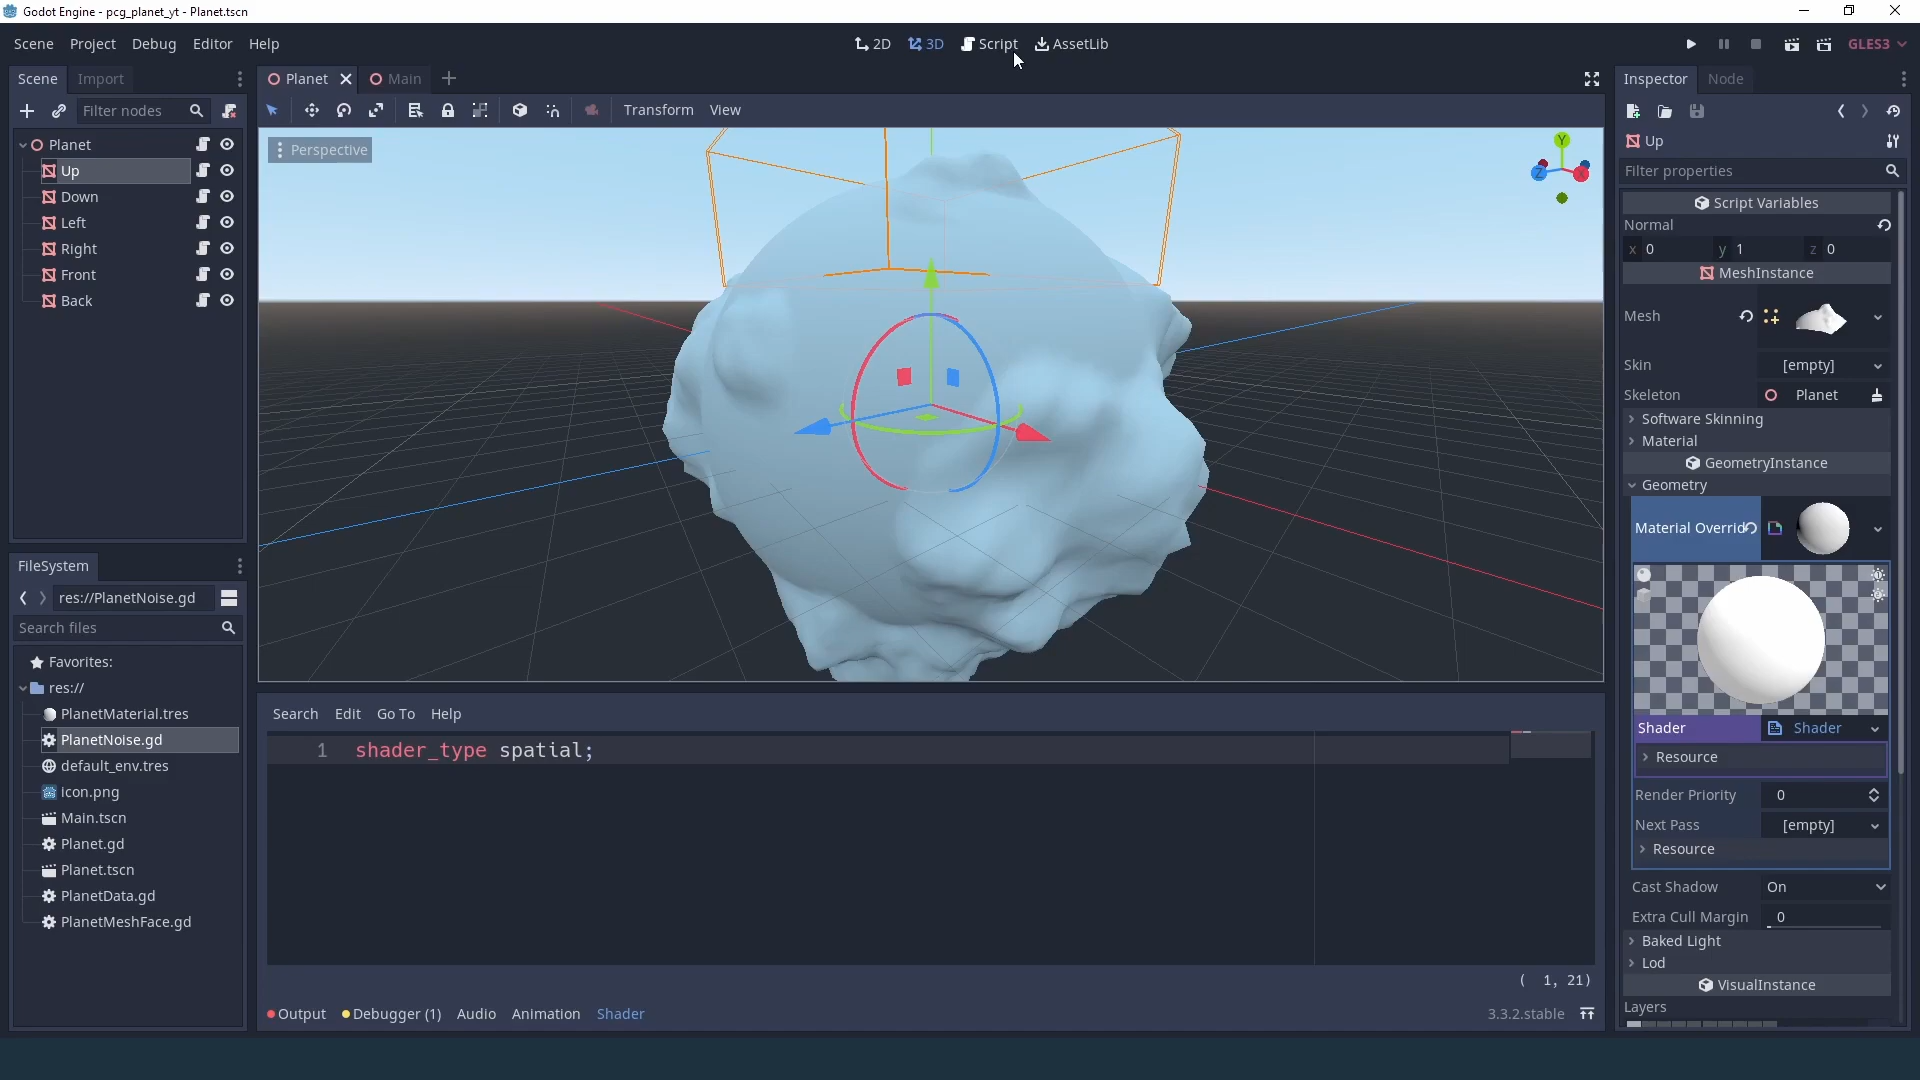 Godot Engine - pcg_planet_yt - Planet.tscn
Scene Project Debug Editor Help
2D 3D Script AssetLib
GLES3
Scene Import
Filter nodes
Planet
Up
Down
Left
Right
Front
Back
FileSystem
res://PlanetNoise.gd
Search files
Favorites:
res://
PlanetMaterial.tres
PlanetNoise.gd
default_env.tres
icon.png
Main.tscn
Planet.gd
Planet.tscn
PlanetData.gd
PlanetMeshFace.gd
Planet Main
Transform View
Perspective
Y
Z X
Search Edit Go To Help
1 shader_type spatial;
( 1, 21)
Output Debugger (1) Audio Animation Shader 3.3.2.stable
Inspector Node
Up
Filter properties
Script Variables
Normal
x 0 y 1 z 0
MeshInstance
Mesh
Skin [empty]
Skeleton Planet
Software Skinning
Material
GeometryInstance
Geometry
Material Overrid
Shader Shader
Resource
Render Priority 0
Next Pass [empty]
Resource
Cast Shadow On
Extra Cull Margin 0
Baked Light
Lod
VisualInstance
Layers